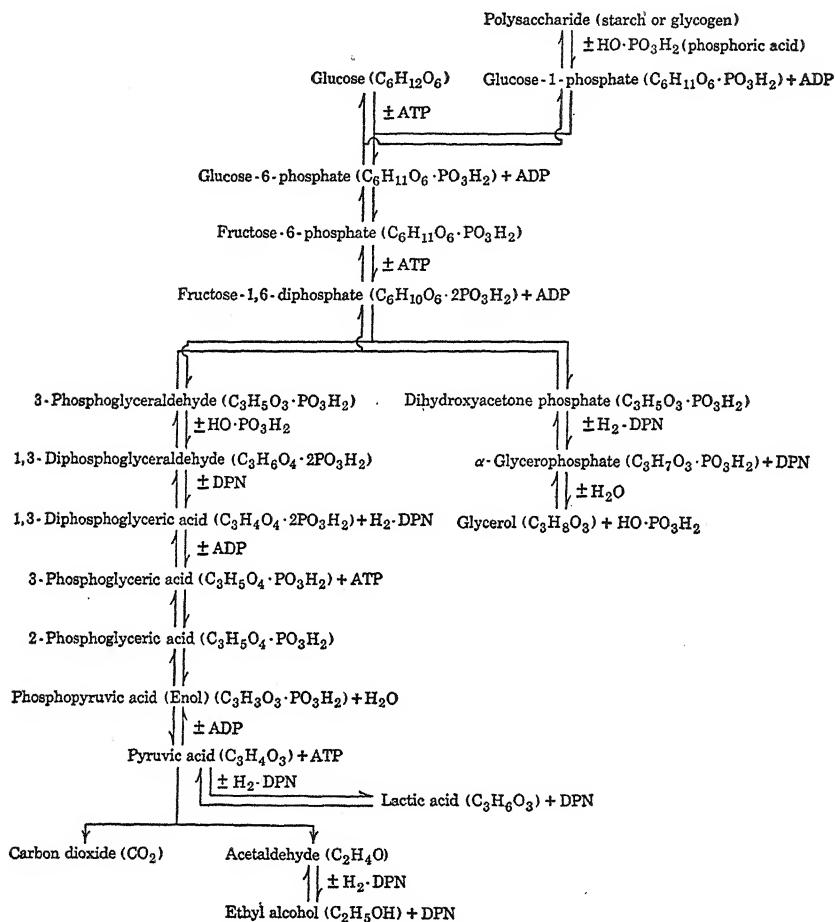 Polysaccharide (starch or glycogen)
±HO·PO₃H₂(phosphoric acid)
Glucose (C₆H₁₂O₆)
Glucose-1-phosphate (C₆H₁₁O₆·PO₃H₂)+ADP
±ATP
Glucose-6-phosphate (C₆H₁₁O₆·PO₃H₂)+ADP
Fructose-6-phosphate (C₆H₁₁O₆·PO₃H₂)
±ATP
Fructose-1,6-diphosphate (C₆H₁₀O₆·2PO₃H₂)+ADP
3-Phosphoglyceraldehyde (C₃H₅O₃·PO₃H₂)
Dihydroxyacetone phosphate (C₃H₅O₃·PO₃H₂)
±HO·PO₃H₂
±H₂-DPN
1,3-Diphosphoglyceraldehyde (C₃H₆O₄·2PO₃H₂)
α-Glycerophosphate (C₃H₇O₃·PO₃H₂)+DPN
±DPN
±H₂O
1,3-Diphosphoglyceric acid (C₃H₄O₄·2PO₃H₂)+H₂·DPN
Glycerol (C₃H₈O₃) + HO·PO₃H₂
±ADP
3-Phosphoglyceric acid (C₃H₅O₄·PO₃H₂)+ATP
2-Phosphoglyceric acid (C₃H₅O₄·PO₃H₂)
Phosphopyruvic acid (Enol) (C₃H₃O₃·PO₃H₂)+H₂O
±ADP
Pyruvic acid (C₃H₄O₃)+ATP
±H₂·DPN
Lactic acid (C₃H₆O₃) + DPN
Carbon dioxide (CO₂)
Acetaldehyde (C₂H₄O)
±H₂·DPN
Ethyl alcohol (C₂H₅OH) + DPN